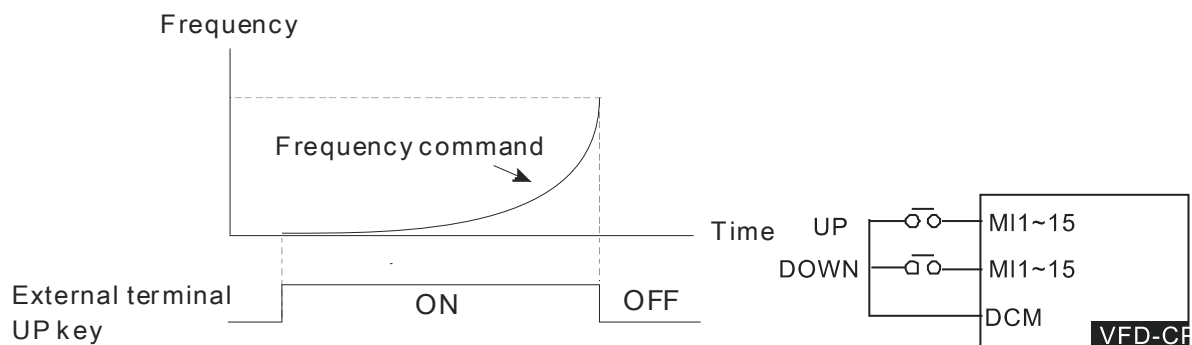 Frequency
Frequency command
Time
External terminal
UP key
ON
OFF
UP
MI1~15
DOWN
MI1~15
DCM
VFD-CP